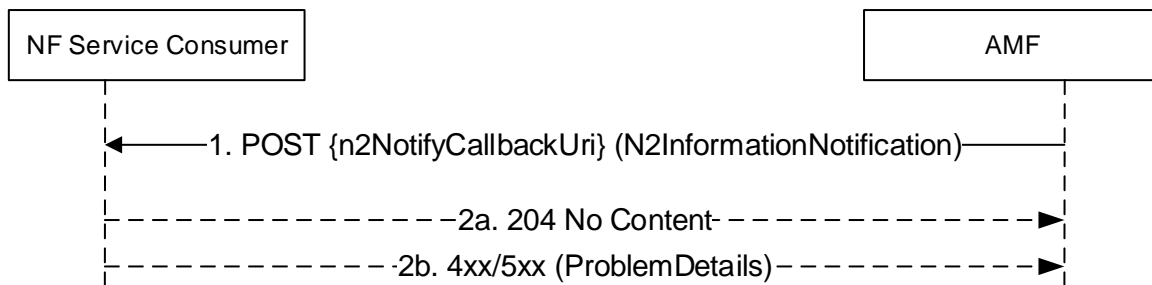 NF Service Consumer
AMF
1. POST {n2NotifyCallbackUri} (N2InformationNotification)
2a. 204 No Content
2b. 4xx/5xx (ProblemDetails)